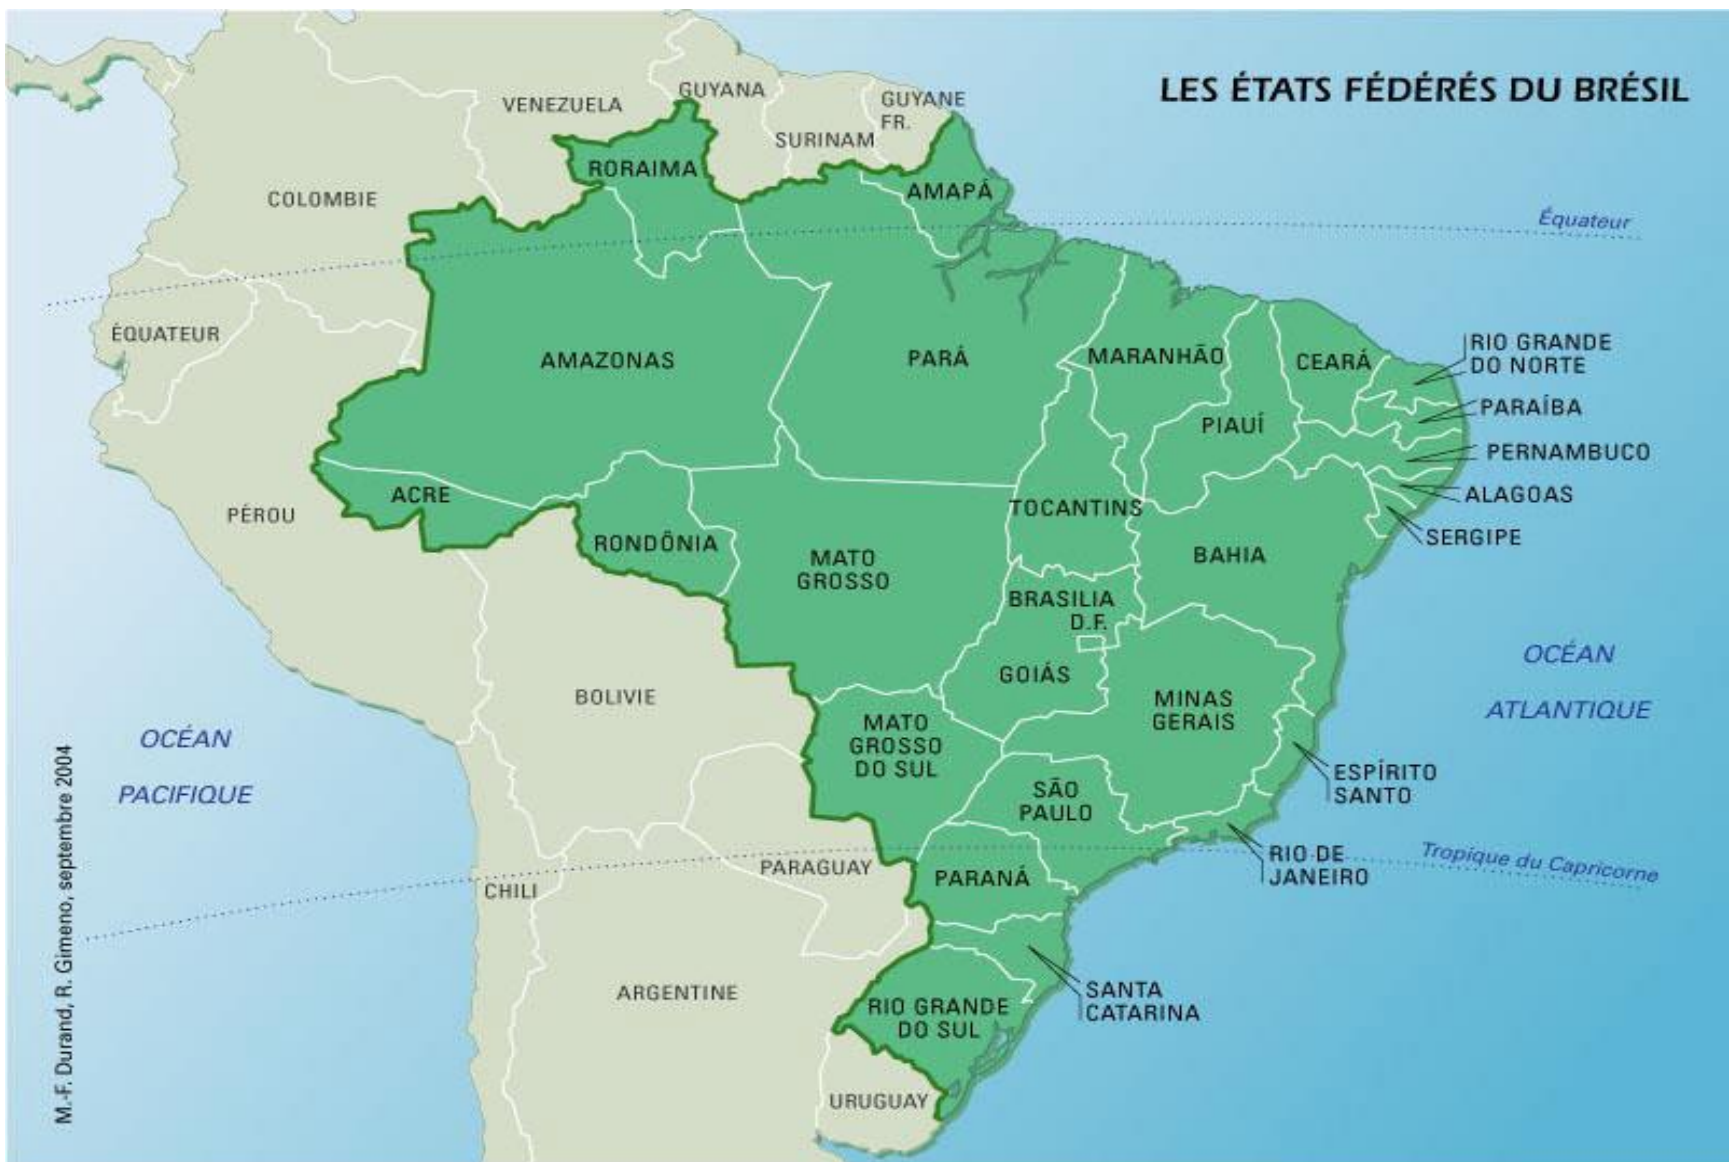 LES ÉTATS FÉDÉRÉS DU BRÉSIL
VENEZUELA
GUYANA
GUYANE
FR.
SURINAM
COLOMBIE
RORAIMA
AMAPÁ
Équateur
ÉQUATEUR
AMAZONAS
PARÁ
MARANHÃO
CEARÁ
RIO GRANDE
DO NORTE
PIAUÍ
PARAÍBA
PERNAMBUCO
ALAGOAS
SERGIPE
PÉROU
ACRE
RONDÔNIA
MATO
GROSSO
TOCANTINS
BAHIA
BRASILIA
D.F.
GOIÁS
MINAS
GERAIS
BOLIVIE
MATO
GROSSO
DO SUL
OCÉAN
ATLANTIQUE
OCÉAN
PACIFIQUE
ESPÍRITO
SANTO
SÃO
PAULO
RIO DE
JANEIRO
Tropique du Capricorne
PARAGUAY
PARANÁ
CHILI
ARGENTINE
SANTA
CATARINA
RIO GRANDE
DO SUL
URUGUAY
M.-F. Durand, R. Gimeno, septembre 2004